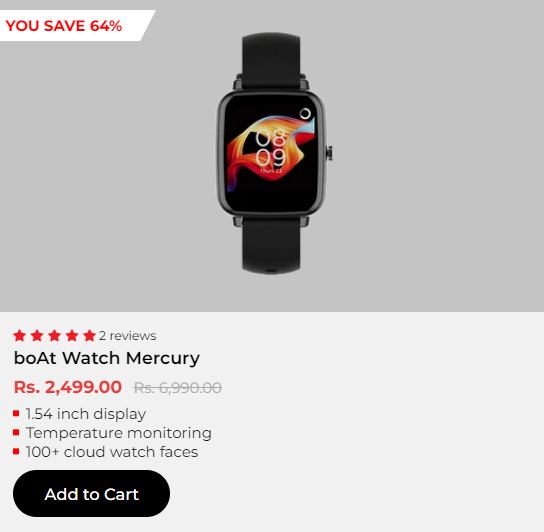 YOU SAVE 64%
08
09
Thurs 23
2 reviews
boAt Watch Mercury
Rs. 2,499.00 Rs. 6,990.00
1.54 inch display
Temperature monitoring
100+ cloud watch faces
Add to Cart